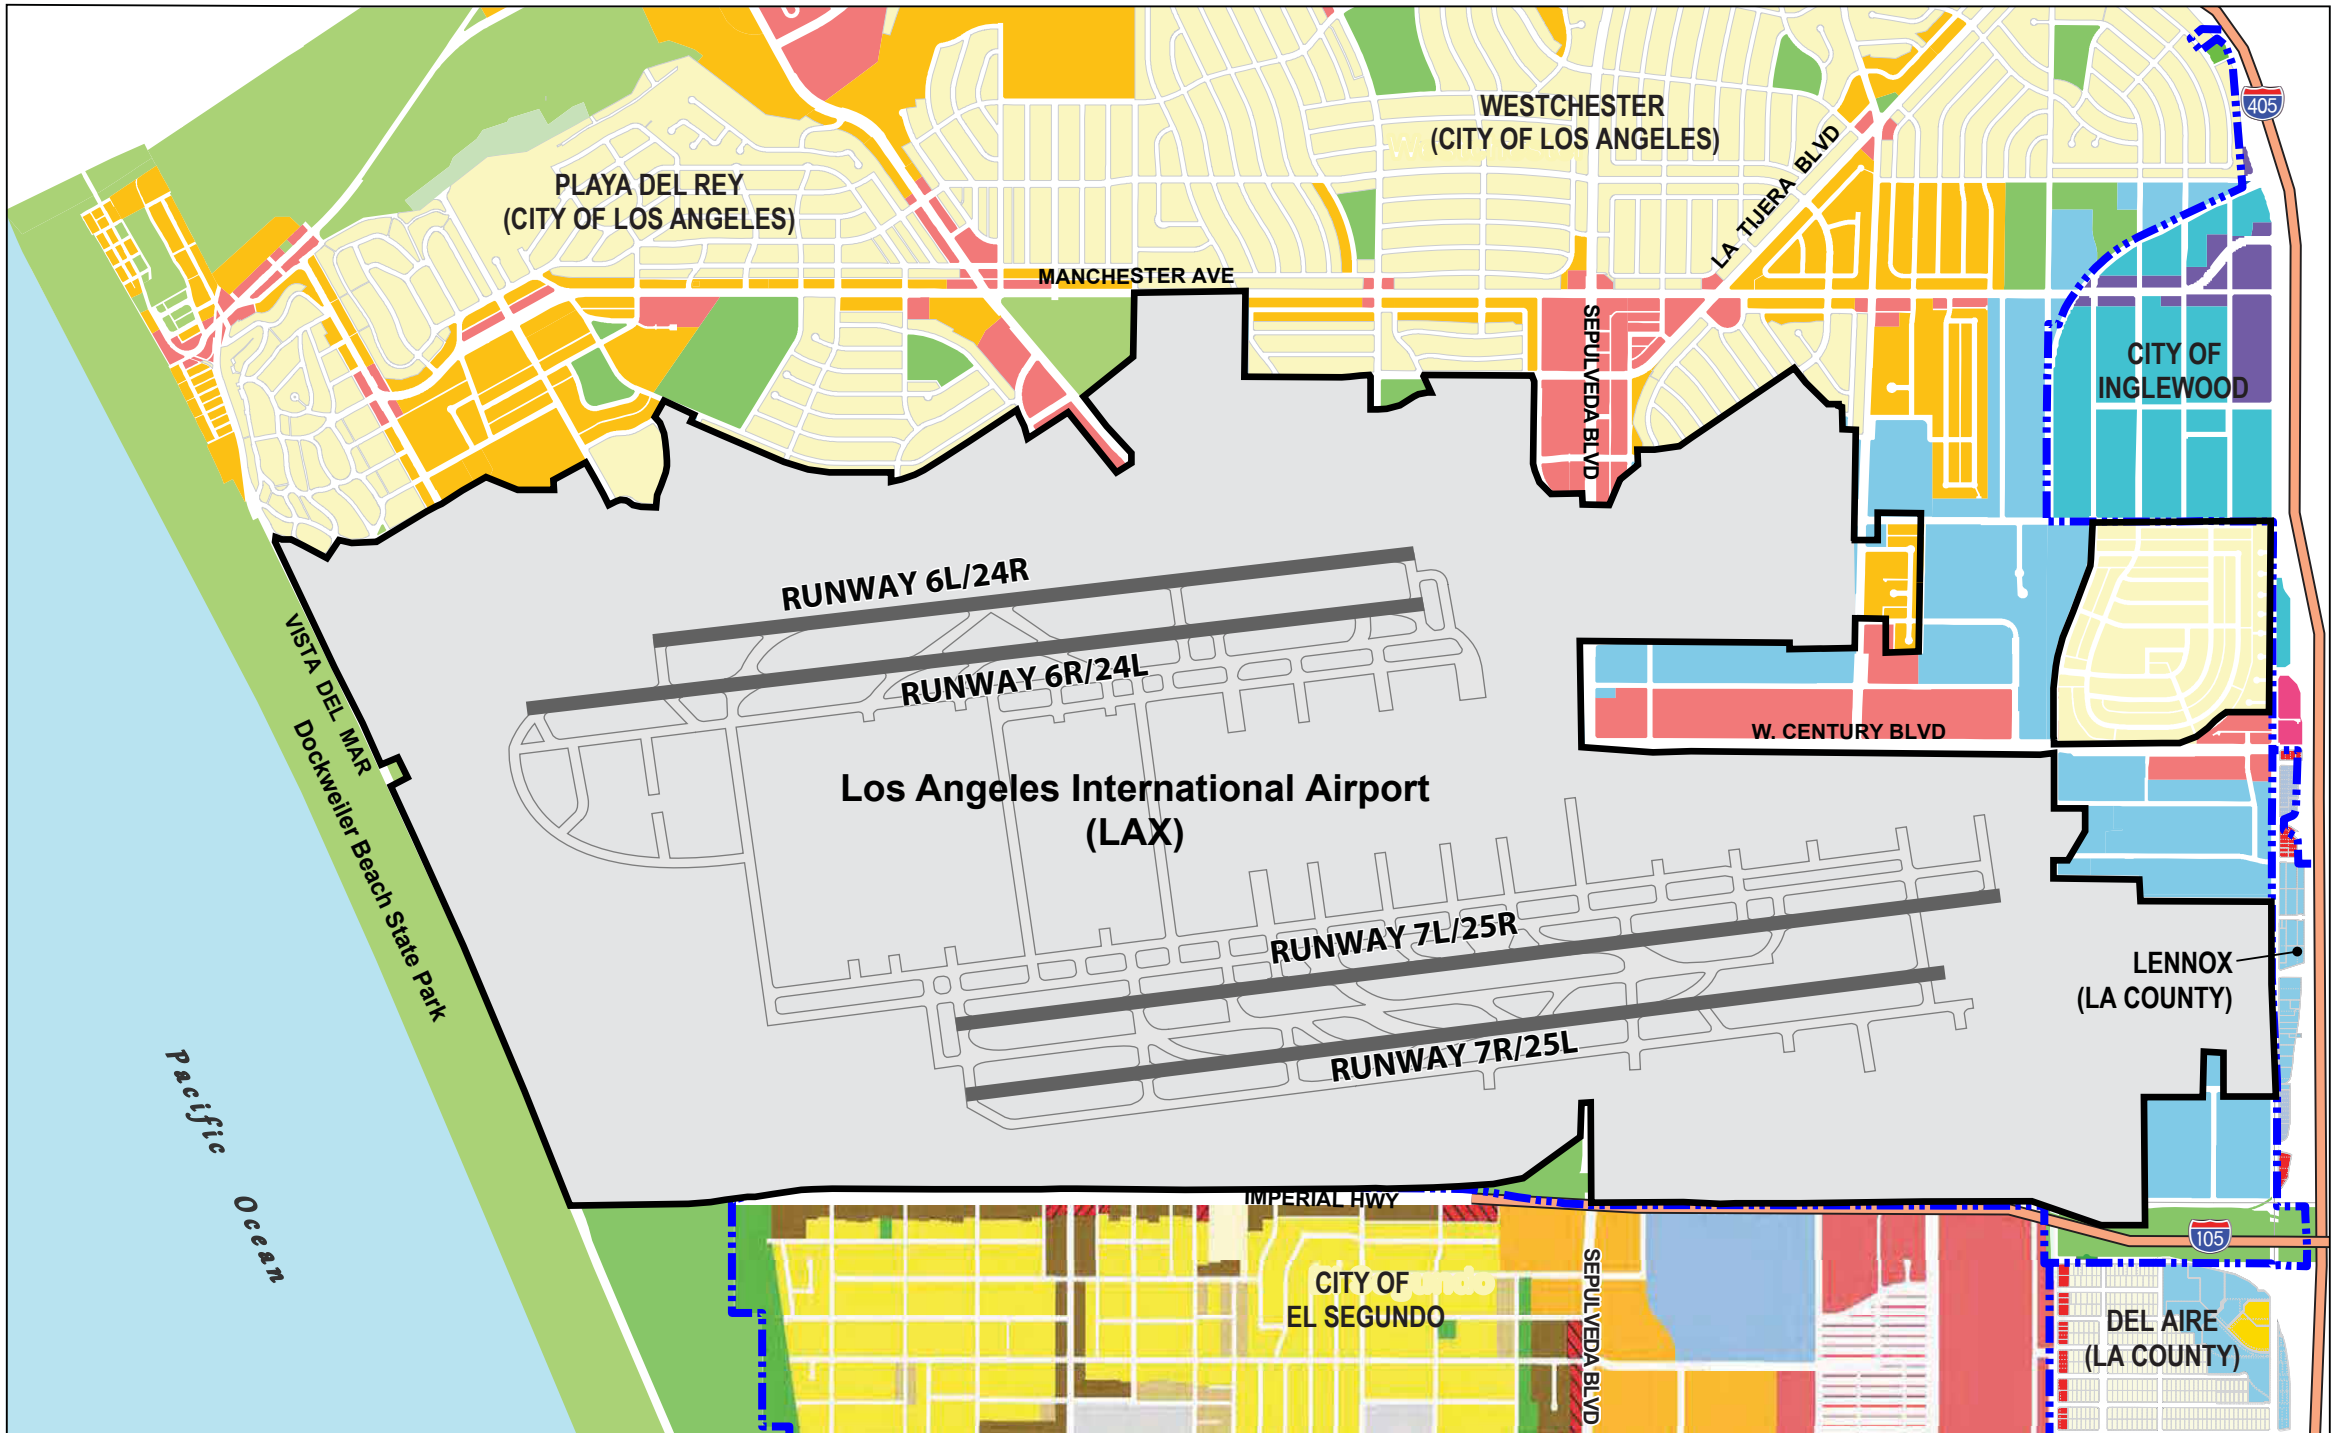 405
WESTCHESTER
(CITY OF LOS ANGELES)
LA TIJERA BLVD
PLAYA DEL REY
(CITY OF LOS ANGELES)
MANCHESTER AVE
SEPULVEDA BLVD
CITY OF
INGLEWOOD
RUNWAY 6L/24R
RUNWAY 6R/24L
VISTA DEL MAR
Dockweiler Beach State Park
W. CENTURY BLVD
Los Angeles International Airport
(LAX)
RUNWAY 7L/25R
RUNWAY 7R/25L
LENNOX
(LA COUNTY)
Pacific Ocean
IMPERIAL HWY
105
CITY OF
EL SEGUNDO
SEPULVEDA BLVD
DEL AIRE
(LA COUNTY)